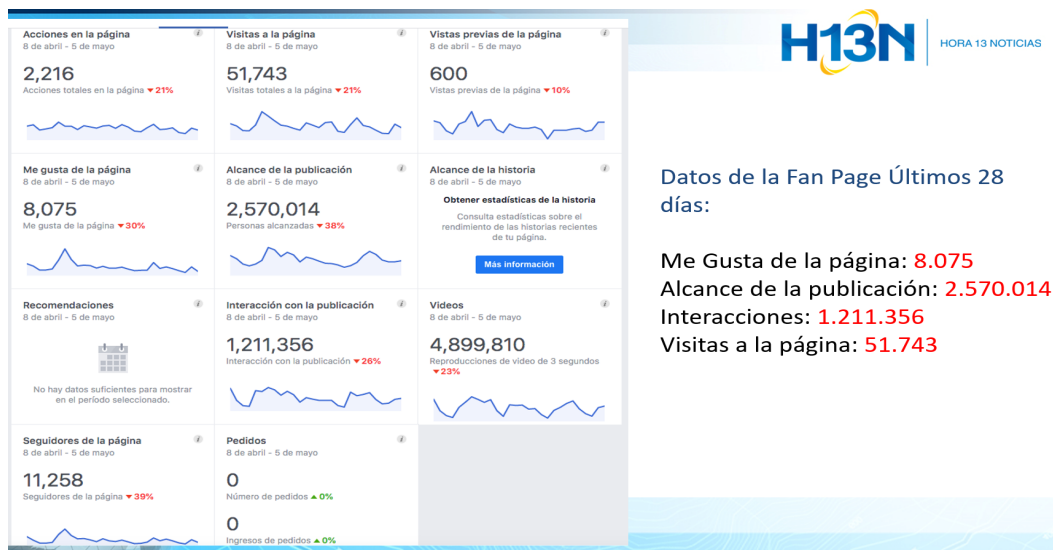 Acciones en la página
8 de abril - 5 de mayo
2,216
Acciones totales en la página ▼21%
Visitas a la página
8 de abril - 5 de mayo
51,743
Visitas totales a la página ▼21%
Vistas previas de la página
8 de abril - 5 de mayo
600
Vistas previas de la página ▼10%
Me gusta de la página
8 de abril - 5 de mayo
8,075
Me gusta de la página ▼30%
Alcance de la publicación
8 de abril - 5 de mayo
2,570,014
Personas alcanzadas ▼38%
Alcance de la historia
8 de abril - 5 de mayo
Obtener estadísticas de la historia
Consulta estadísticas sobre el
rendimiento de las historias recientes
de tu página.
Más información
Recomendaciones
8 de abril - 5 de mayo
No hay datos suficientes para mostrar
en el período seleccionado.
Interacción con la publicación
8 de abril - 5 de mayo
1,211,356
Interacción con la publicación ▼26%
Videos
8 de abril - 5 de mayo
4,899,810
Reproducciones de video de 3 segundos
▼23%
Seguidores de la página
8 de abril - 5 de mayo
11,258
Seguidores de la página ▼39%
Pedidos
8 de abril - 5 de mayo
0
Número de pedidos ▲0%
0
Ingresos de pedidos ▲0%
H13N
HORA 13 NOTICIAS
Datos de la Fan Page Últimos 28
días:
Me Gusta de la página: 8.075
Alcance de la publicación: 2.570.014
Interacciones: 1.211.356
Visitas a la página: 51.743